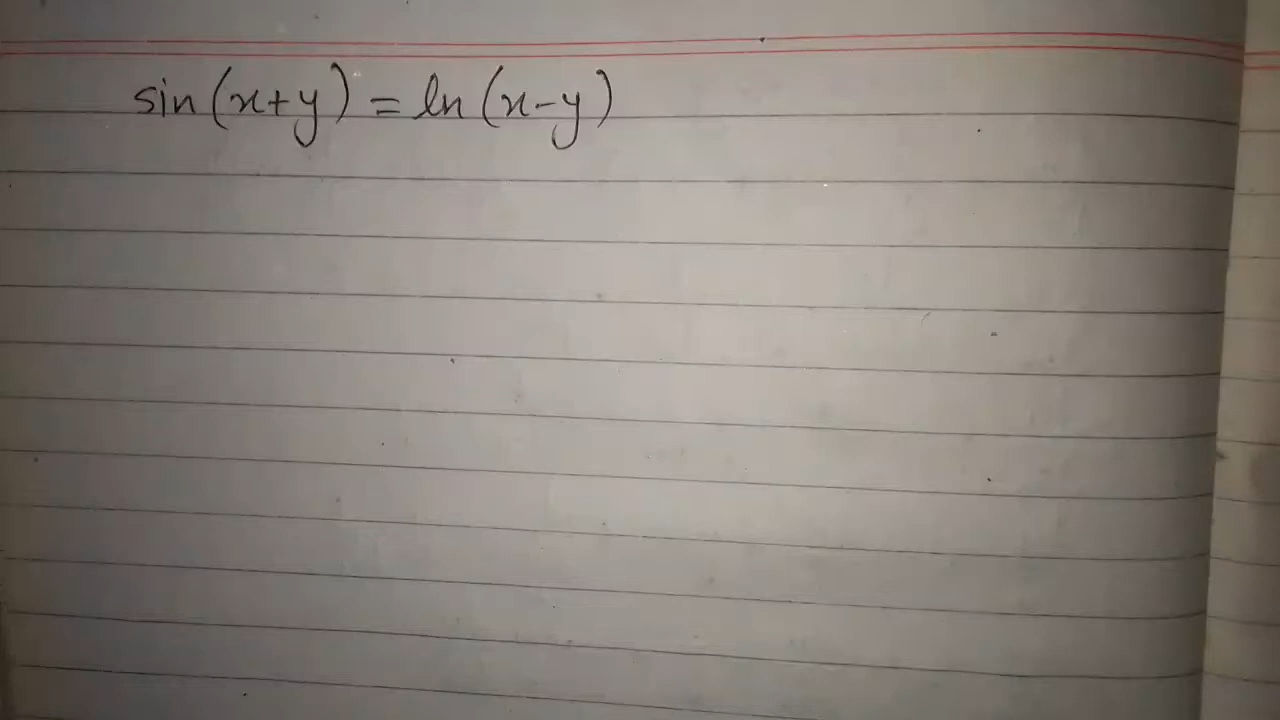 sin(x+y) = ln(x-y)